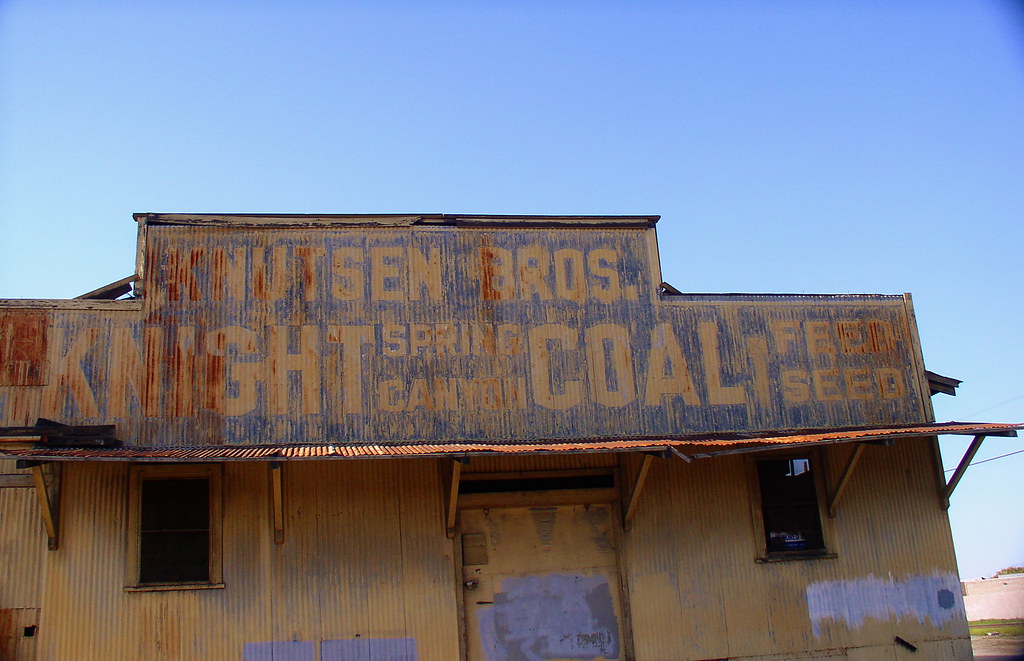 KNUTSEN BROS.
KNIGHT SPRING CANYON COAL FEED SEED